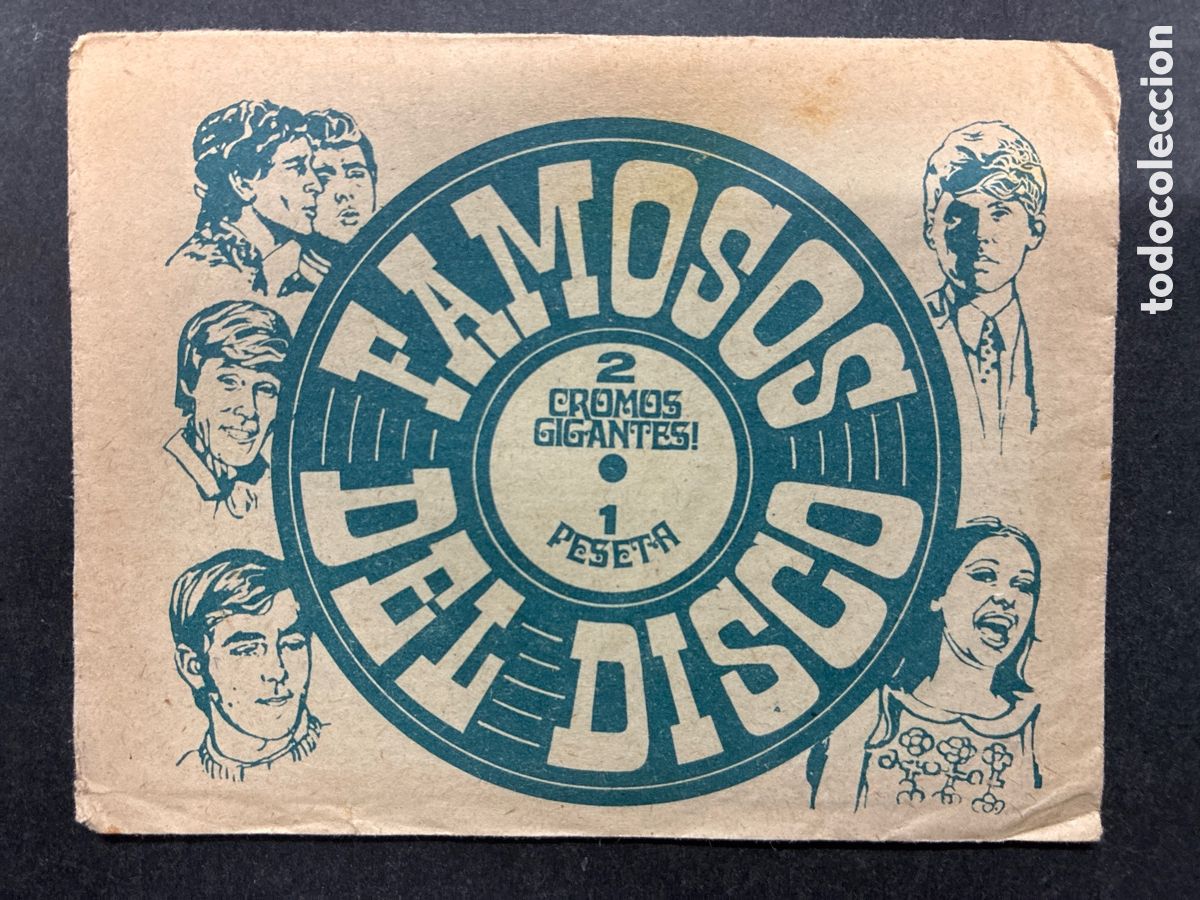 FAMOSOS
DEL DISCO
2
CROMOS
GIGANTES!
1
PESETA
todocoleccion